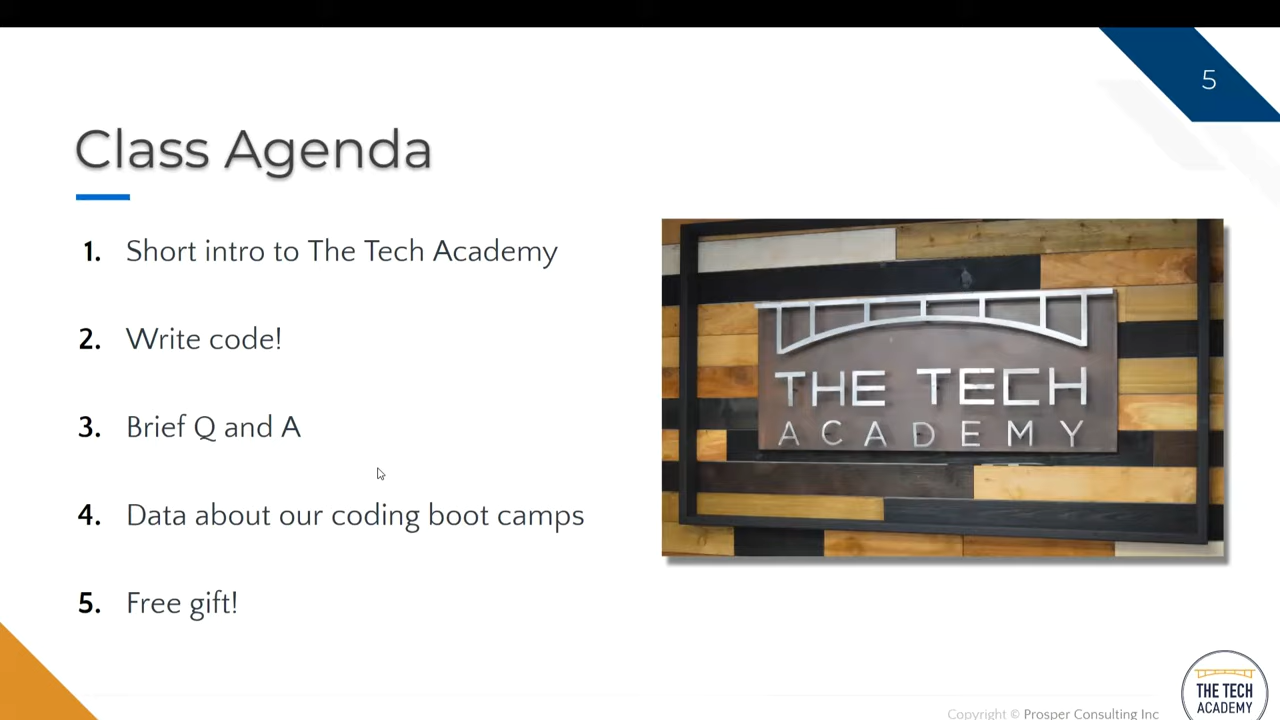 5
Class Agenda
1. Short intro to The Tech Academy
2. Write code!
3. Brief Q and A
4. Data about our coding boot camps
5. Free gift!
THE TECH
ACADEMY
THE TECH
ACADEMY
Copyright © Prosper Consulting Inc